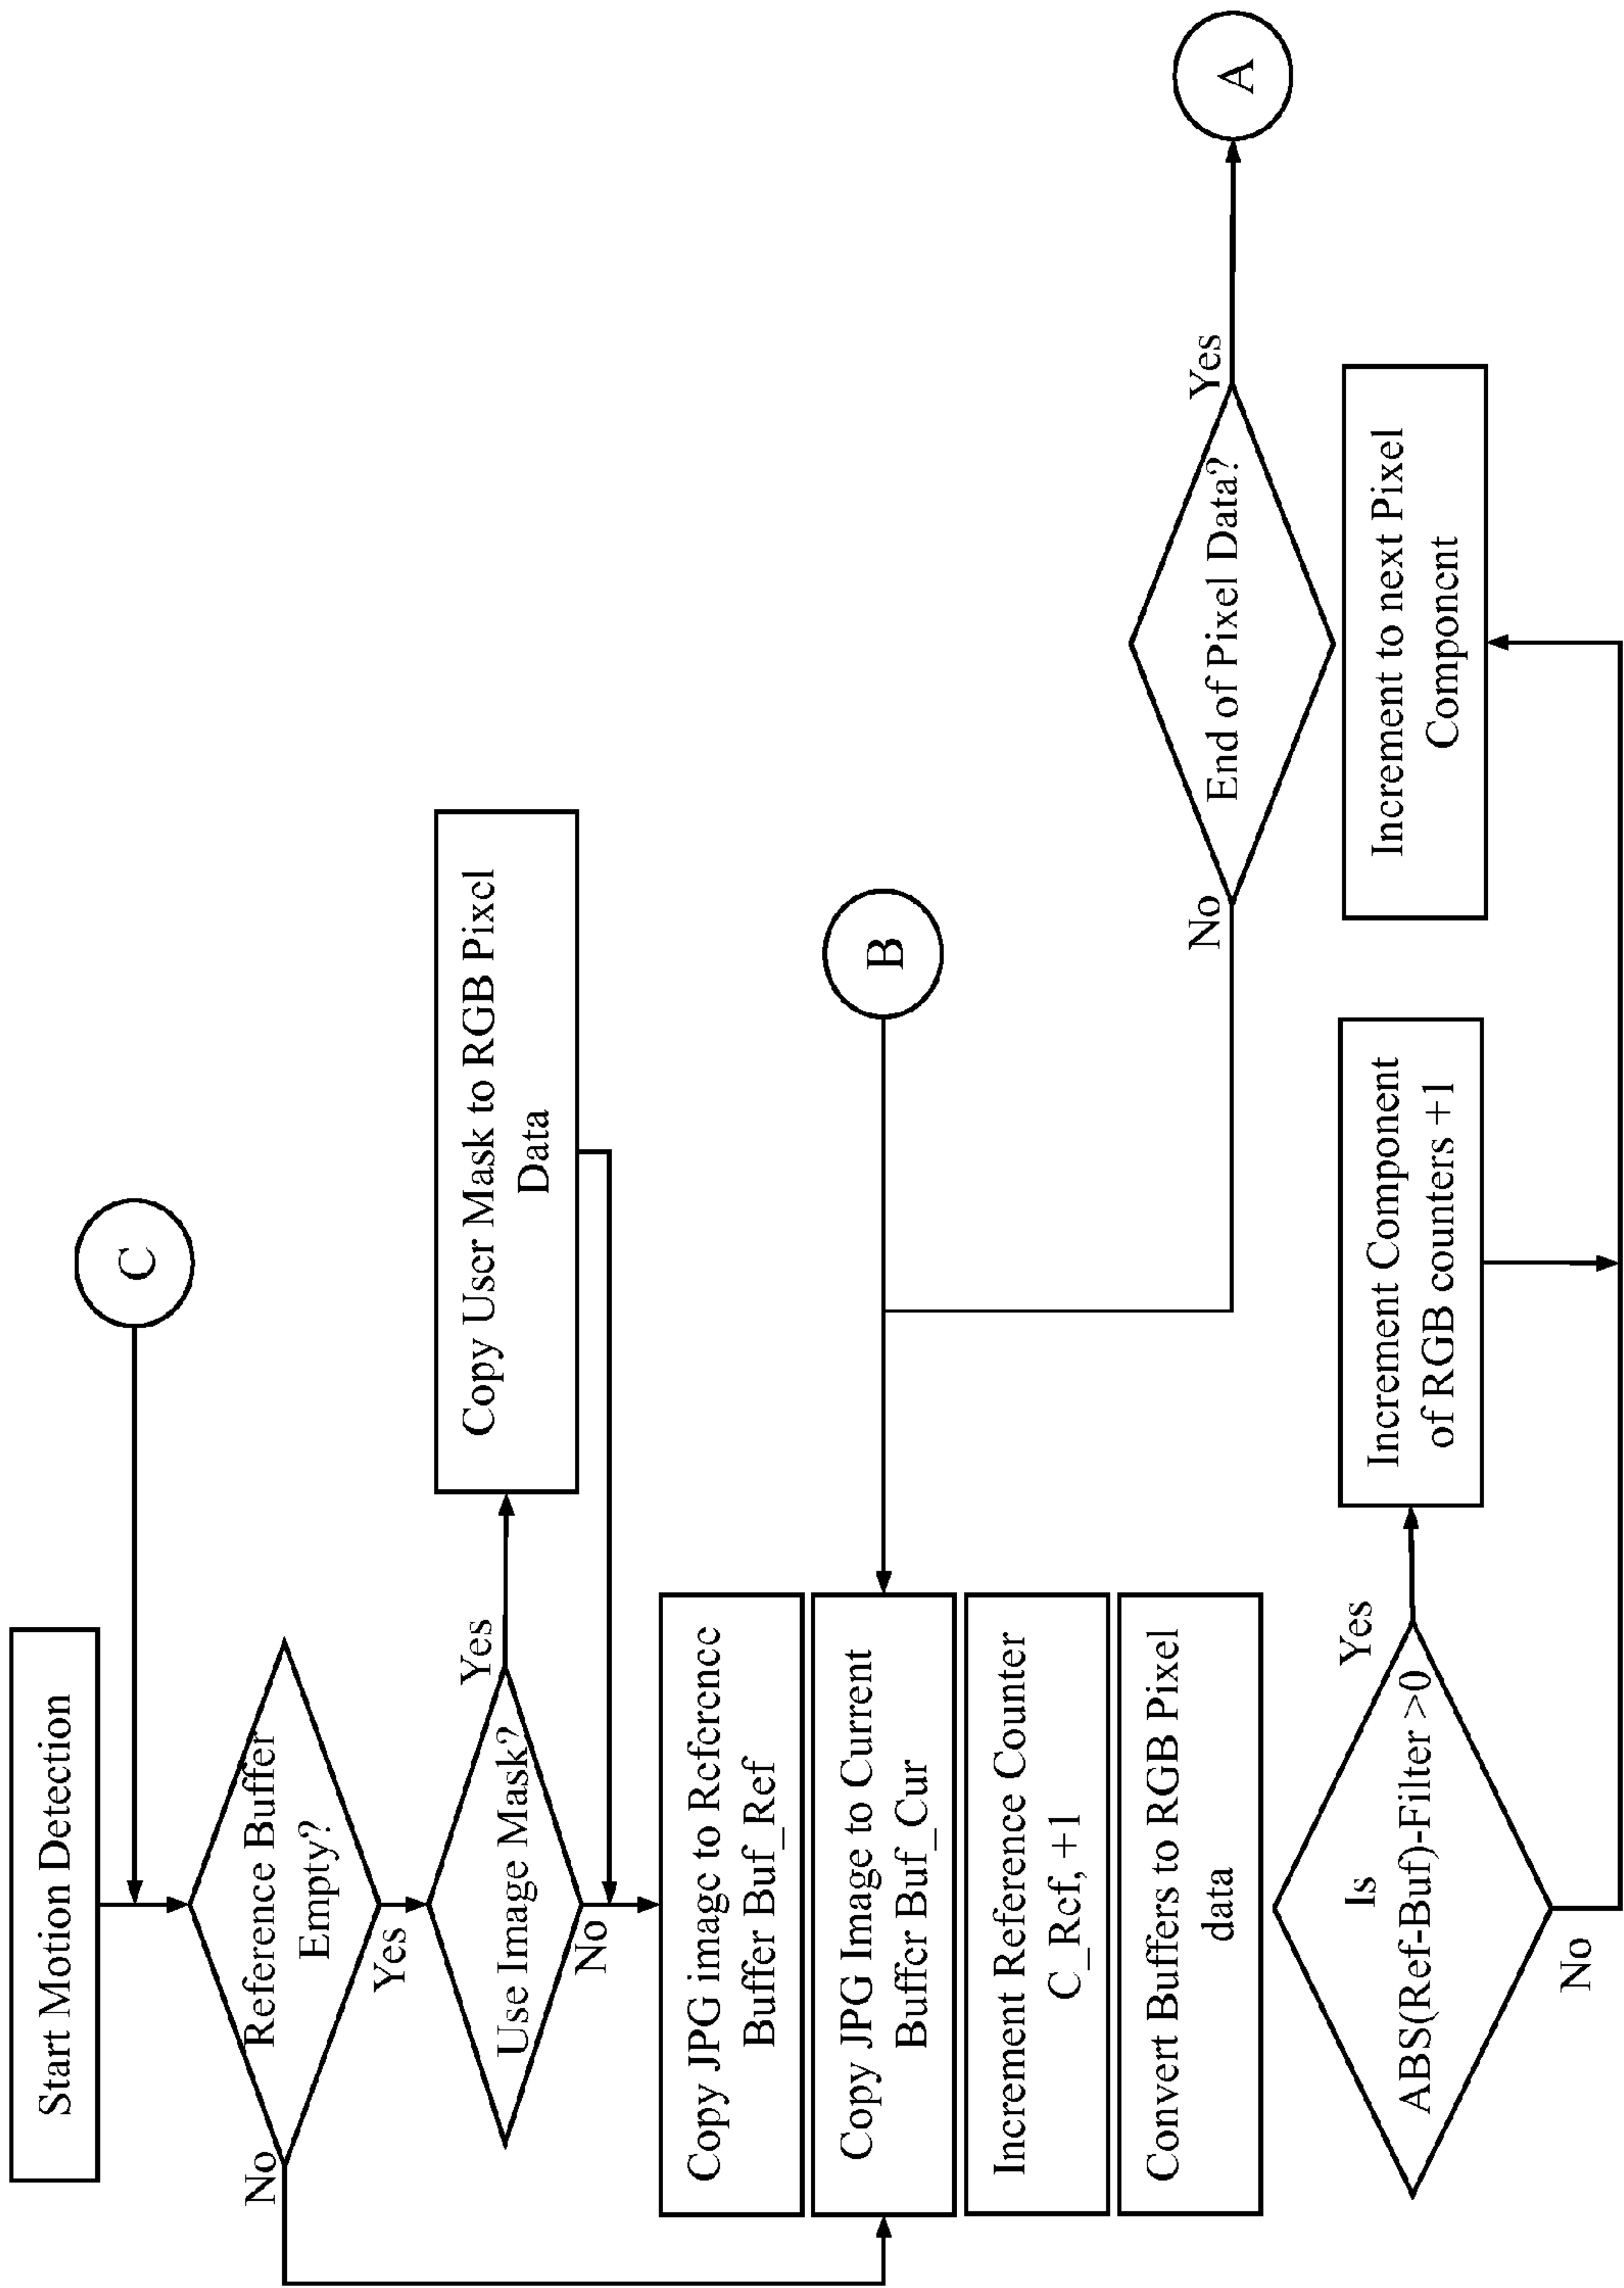 Start Motion Detection
C
Reference Buffer
Empty?
No
Yes
Use Image Mask?
Yes
No
Copy User Mask to RGB Pixel
Data
Copy JPG image to Reference
Buffer Buf_Ref
Copy JPG Image to Current
Buffer Buf_Cur
B
Increment Reference Counter
C_Ref,+1
Convert Buffers to RGB Pixel
data
Is
ABS(Ref-Buf)-Filter >0
Yes
No
Increment Component
of RGB counters +1
Increment to next Pixel
Component
End of Pixel Data?
No
Yes
A